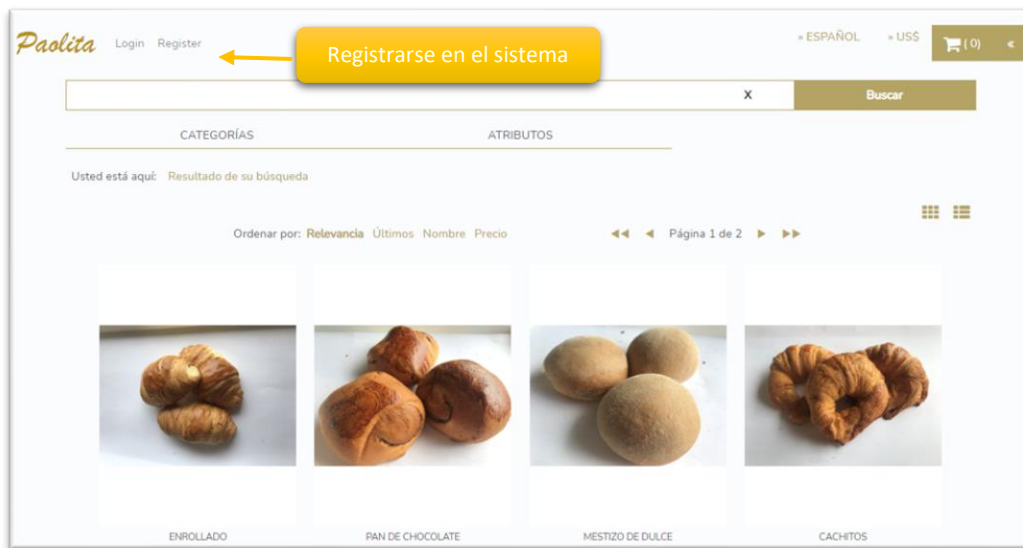 Paolita Login Register
Registrarse en el sistema
» ESPAÑOL » US$ ( 0) «
X Buscar
CATEGORÍAS ATRIBUTOS
Usted está aquí: Resultado de su búsqueda
Ordenar por: Relevancia Últimos Nombre Precio Página 1 de 2
ENROLLADO PAN DE CHOCOLATE MESTIZO DE DULCE CACHITOS